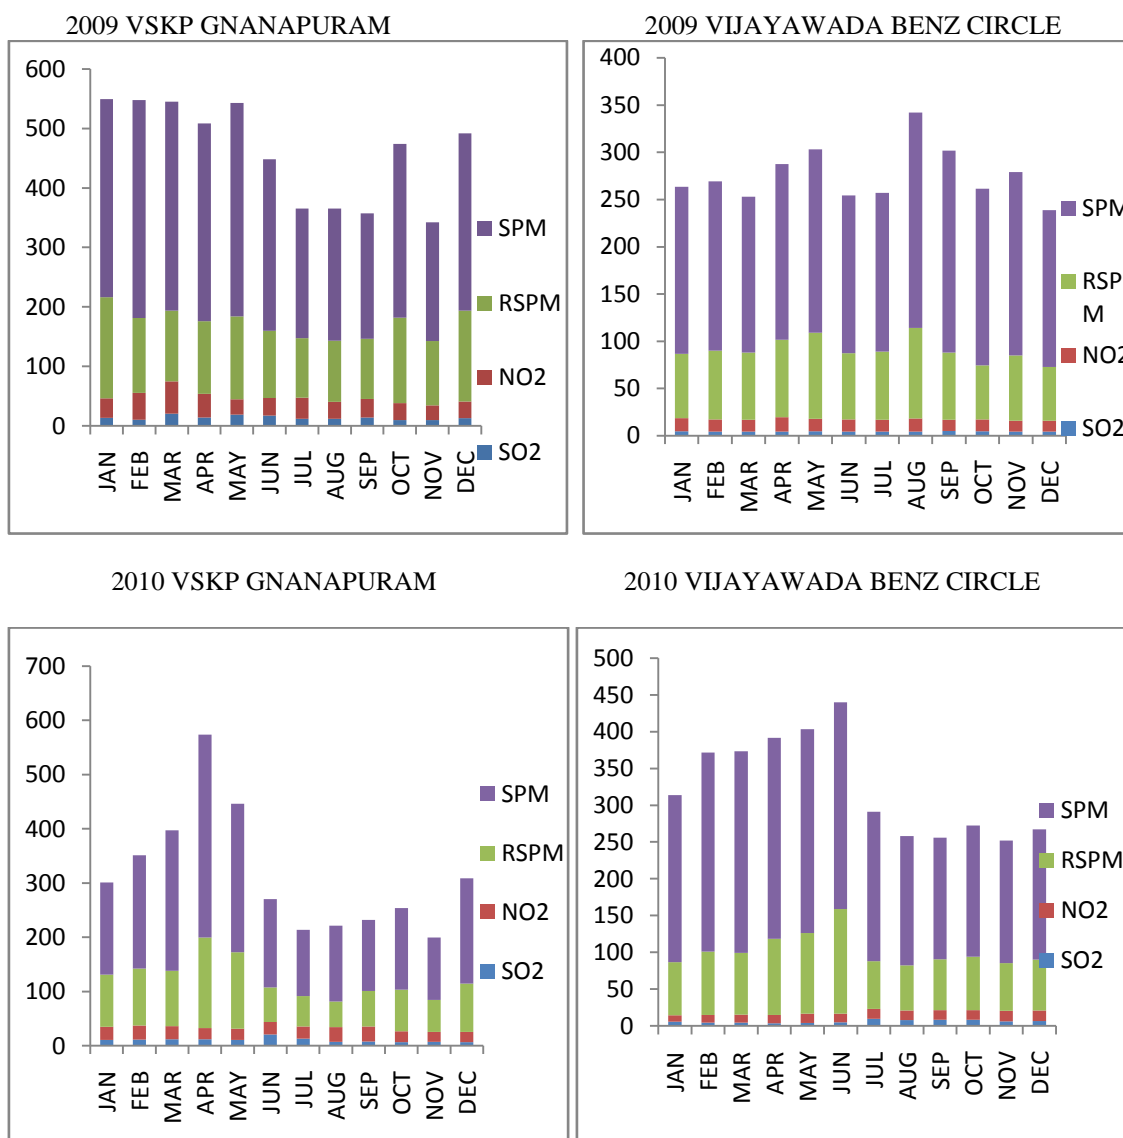 2009 VSKP GNANAPURAM
600
500
400
300
200
100
0
JAN
FEB
MAR
APR
MAY
JUN
JUL
AUG
SEP
OCT
NOV
DEC
SPM
RSPM
NO2
SO2
2009 VIJAYAWADA BENZ CIRCLE
400
350
300
250
200
150
100
50
0
JAN
FEB
MAR
APR
MAY
JUN
JUL
AUG
SEP
OCT
NOV
DEC
SPM
RSP
M
NO2
SO2
2010 VSKP GNANAPURAM
700
600
500
400
300
200
100
0
JAN
FEB
MAR
APR
MAY
JUN
JUL
AUG
SEP
OCT
NOV
DEC
SPM
RSPM
NO2
SO2
2010 VIJAYAWADA BENZ CIRCLE
500
450
400
350
300
250
200
150
100
50
0
JAN
FEB
MAR
APR
MAY
JUN
JUL
AUG
SEP
OCT
NOV
DEC
SPM
RSPM
NO2
SO2